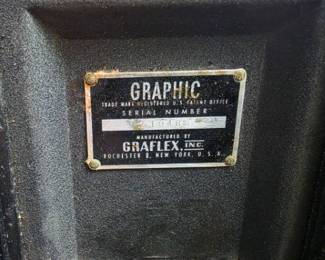 GRAPHIC
TRADE MARK REGISTERED U.S. PATENT OFFICE
SERIAL NUMBER
MANUFACTURED BY
GRAFLEX, INC.
ROCHESTER 8, NEW YORK, U.S.A.